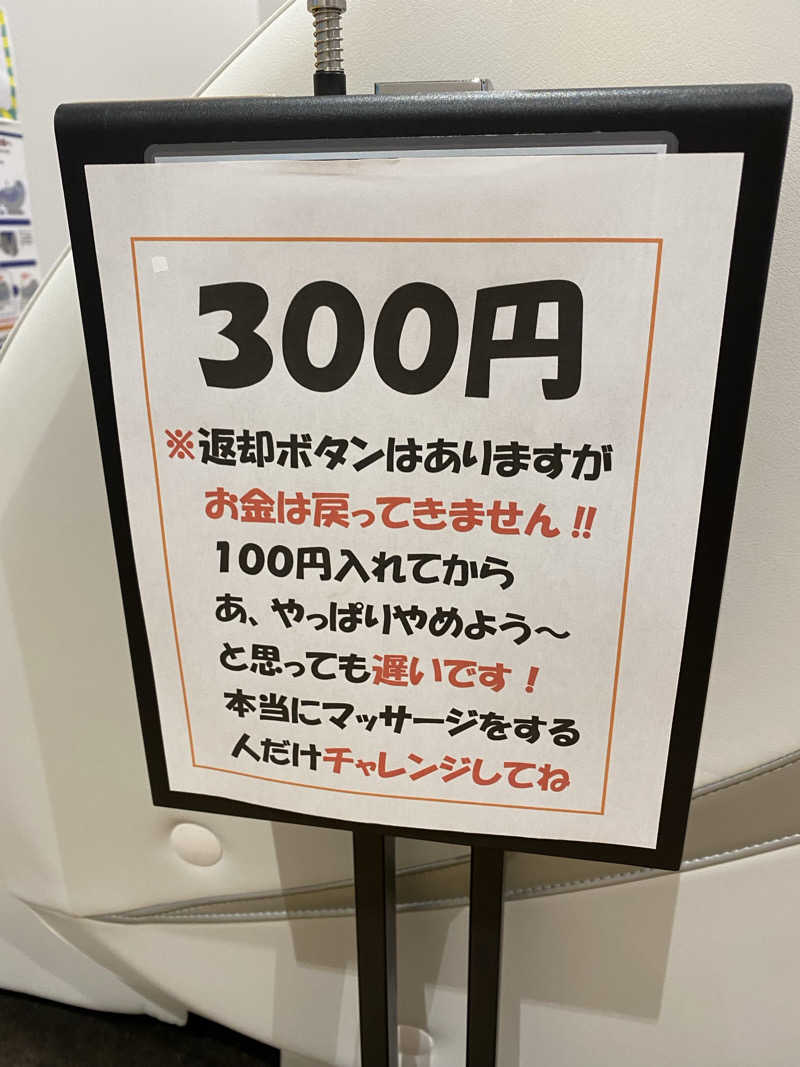 300円
※返却ボタンはありますが
お金は戻ってきません!!
100円入れてから
あ、やっぱりやめよう〜
と思っても遅いです！
本当にマッサージをする
人だけチャレンジしてね